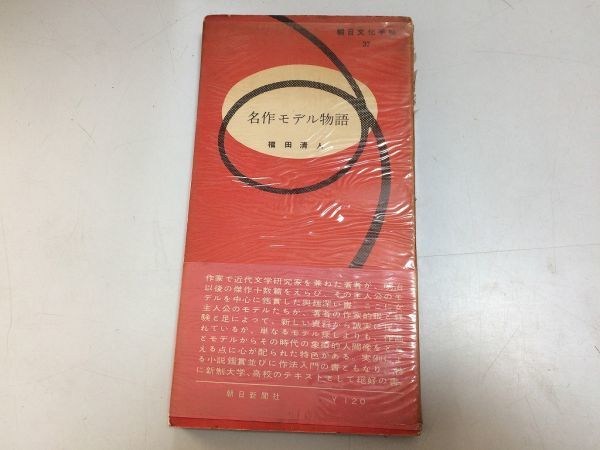 朝日文化手帖
37
名作モデル物語
福田清人
作家で近代文学研究家を兼ねた著者が、明治
以後の傑作十数篇をえらび、その主人公のモ
デルを中心に鑑賞した興趣深い書。ことに女
主人公のモデルたちが、著者の作家的眼と
験と足によって、新しい資料から誠実に
れているが、単なるモデル探しよりも、作品
とモデルからその時代の象徴的人間像をと
える点に心が配られた特色がある。実例によ
る小説鑑賞並びに作法入門の書ともなり、
に新制大学、高校のテキストとして絶好の書
朝日新聞社
￥120